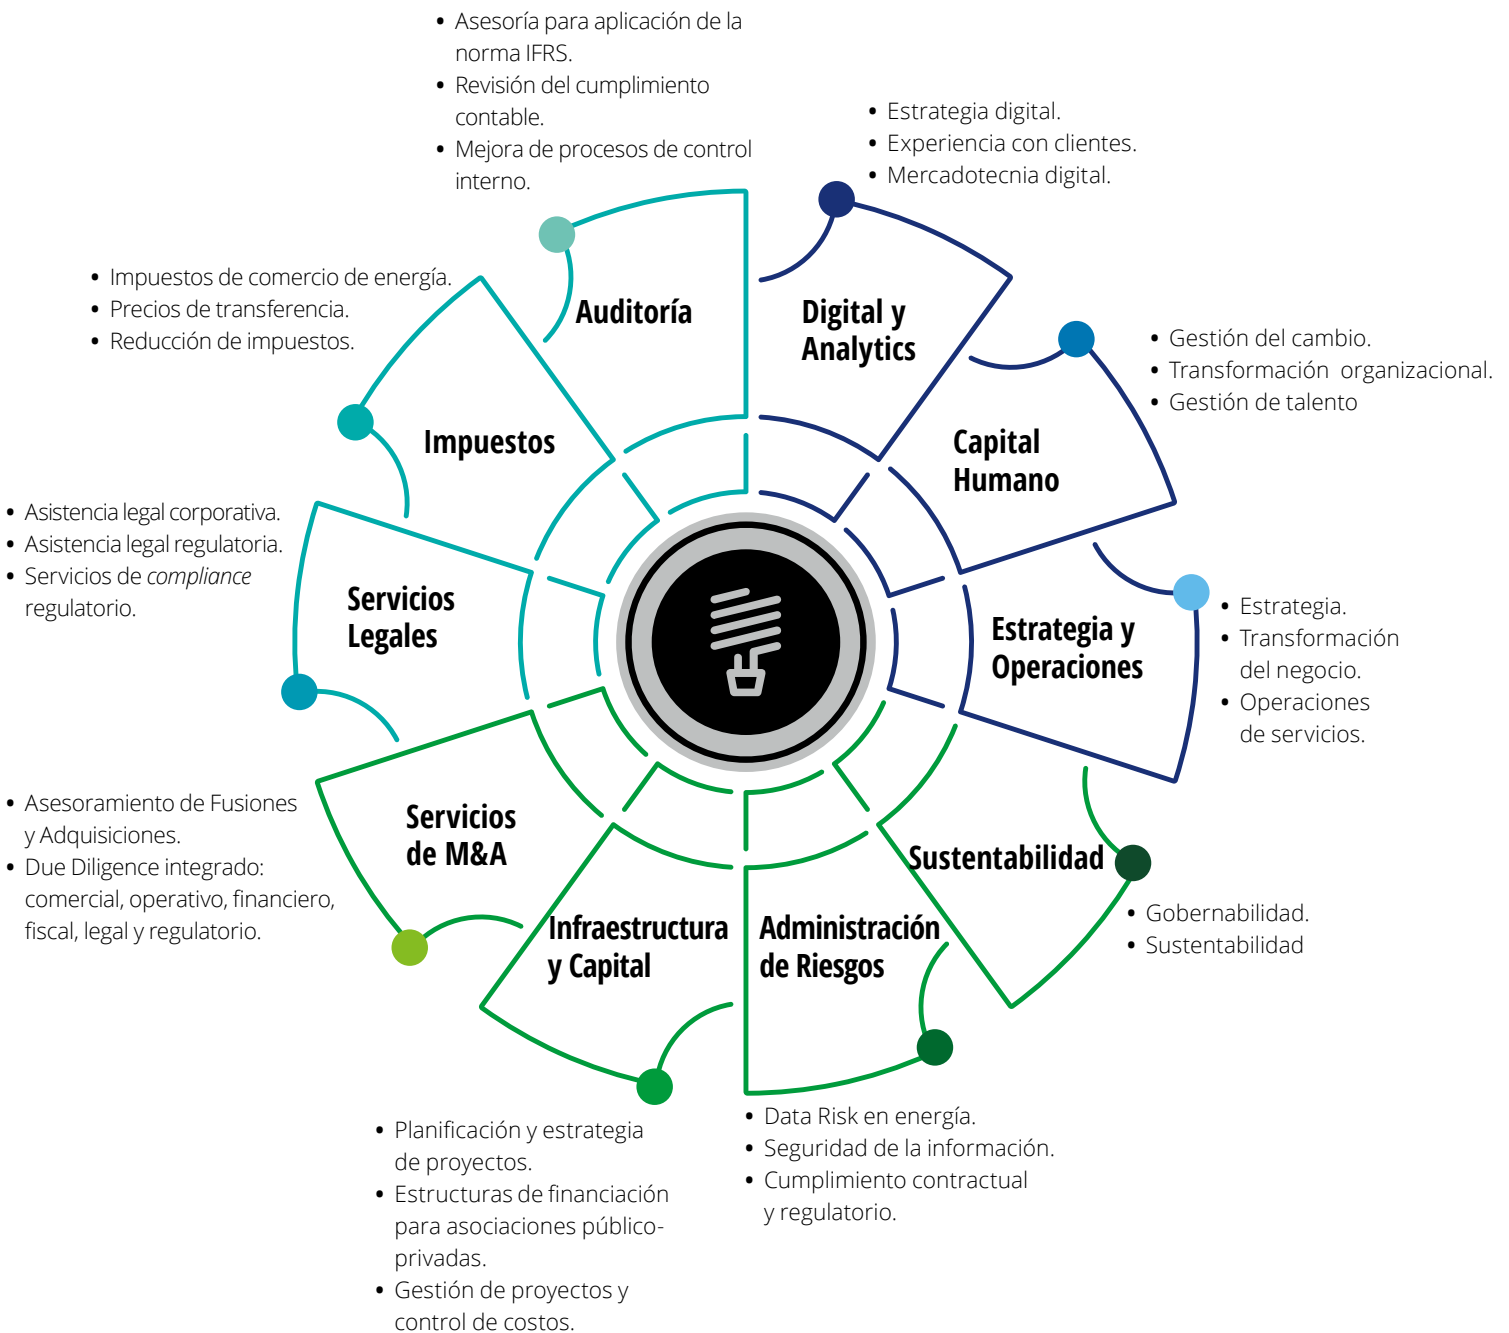 • Asesoría para aplicación de la
norma IFRS.
• Revisión del cumplimiento
contable.
• Mejora de procesos de control
interno.
Auditoría
• Estrategia digital.
• Experiencia con clientes.
• Mercadotecnia digital.
Digital y
Analytics
• Gestión del cambio.
• Transformación organizacional.
• Gestión de talento
Capital
Humano
• Estrategia.
• Transformación
del negocio.
• Operaciones
de servicios.
Estrategia y
Operaciones
Sustentabilidad
• Gobernabilidad.
• Sustentabilidad
Administración
de Riesgos
• Data Risk en energía.
• Seguridad de la información.
• Cumplimiento contractual
y regulatorio.
Infraestructura
y Capital
• Planificación y estrategia
de proyectos.
• Estructuras de financiación
para asociaciones público-
privadas.
• Gestión de proyectos y
control de costos.
Servicios
de M&A
• Asesoramiento de Fusiones
y Adquisiciones.
• Due Diligence integrado:
comercial, operativo, financiero,
fiscal, legal y regulatorio.
Servicios
Legales
• Asistencia legal corporativa.
• Asistencia legal regulatoria.
• Servicios de compliance
regulatorio.
Impuestos
• Impuestos de comercio de energía.
• Precios de transferencia.
• Reducción de impuestos.